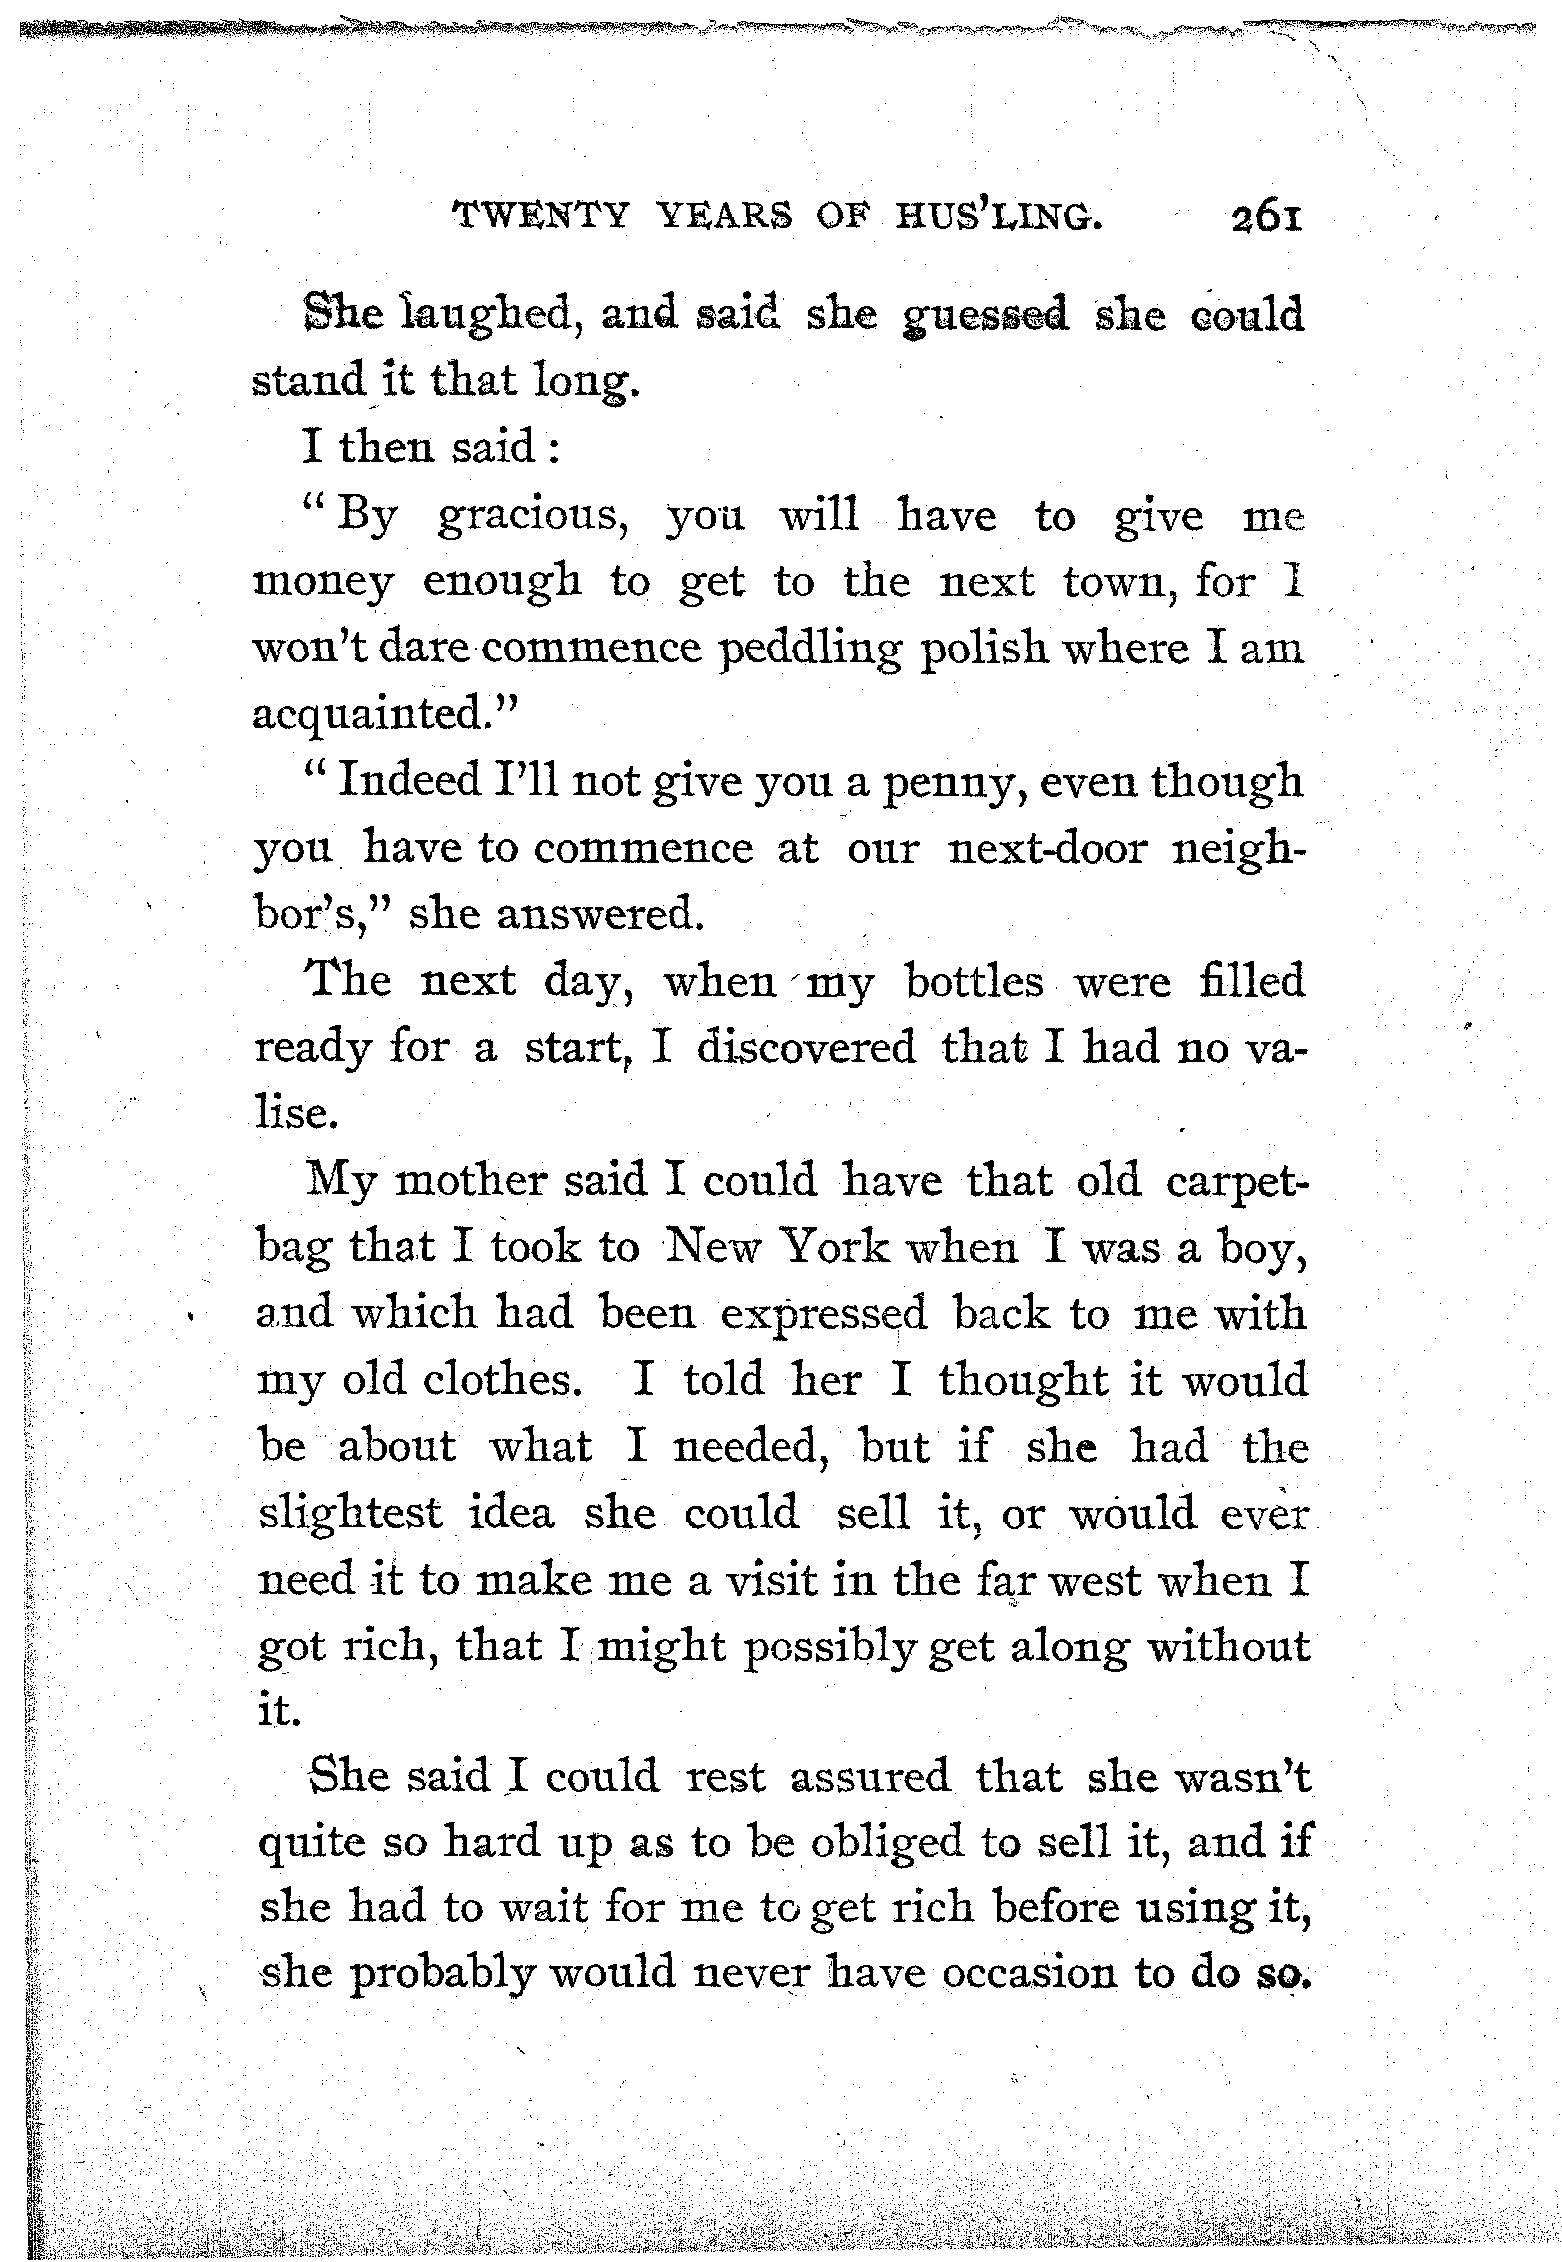 TWENTY YEARS OF HUS'LING. 261
She laughed, and said she guessed she could
stand it that long.
I then said:
"By gracious, you will have to give me
money enough to get to the next town, for I
won't dare commence peddling polish where I am
acquainted."
"Indeed I'll not give you a penny, even though
you have to commence at our next-door neigh-
bor's," she answered.
The next day, when my bottles were filled
ready for a start, I discovered that I had no va-
lise.
My mother said I could have that old carpet-
bag that I took to New York when I was a boy,
and which had been expressed back to me with
my old clothes. I told her I thought it would
be about what I needed, but if she had the
slightest idea she could sell it, or would ever
need it to make me a visit in the far west when I
got rich, that I might possibly get along without
it.
She said I could rest assured that she wasn't
quite so hard up as to be obliged to sell it, and if
she had to wait for me to get rich before using it,
she probably would never have occasion to do so.